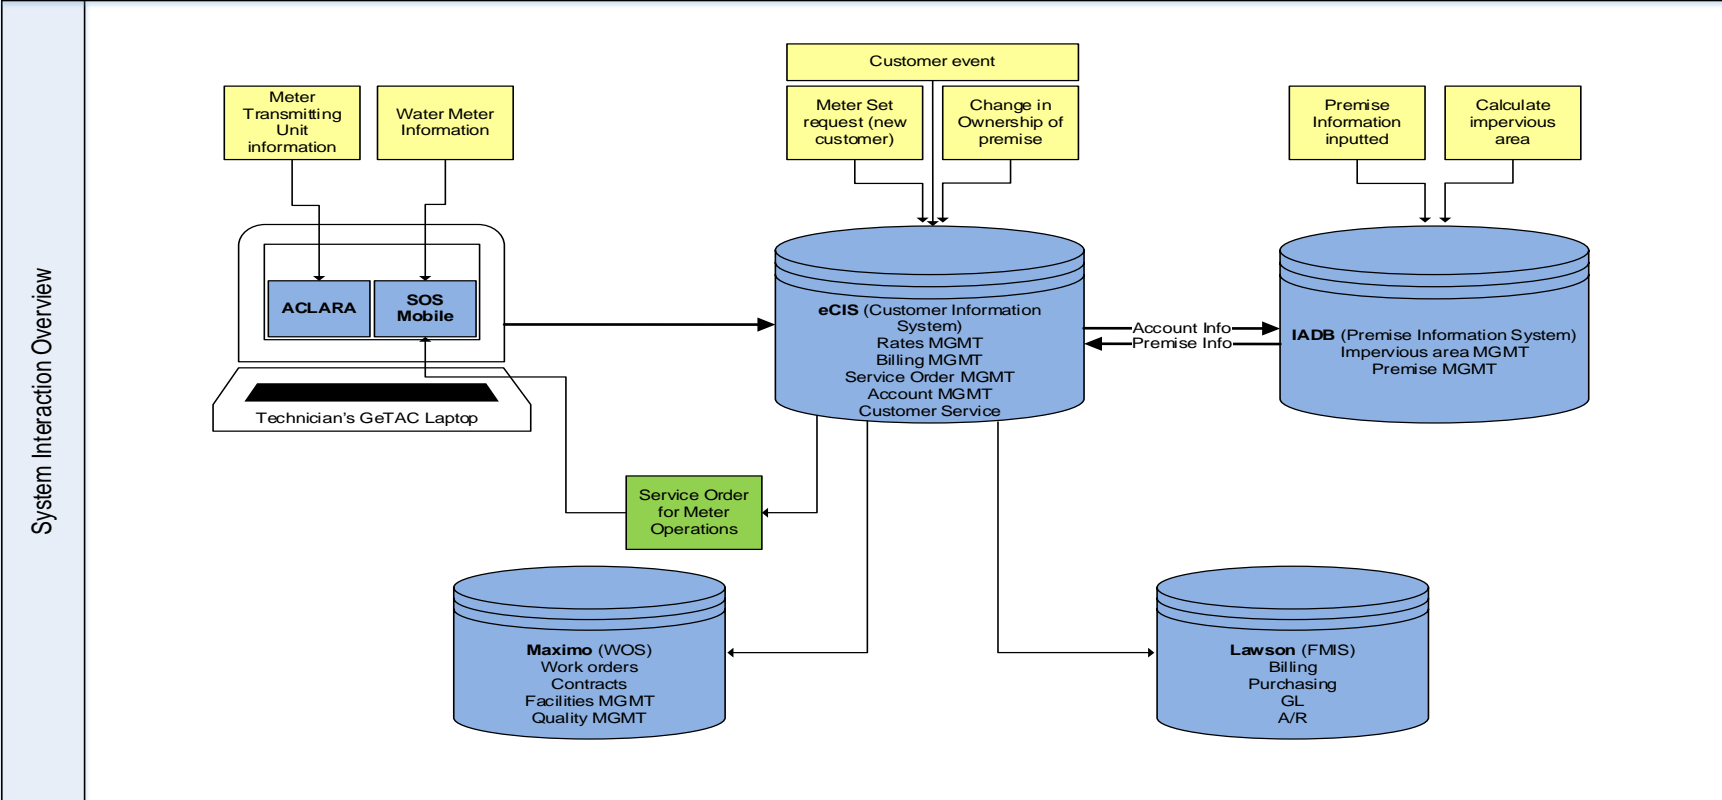 System Interaction Overview
Customer event
Meter
Transmitting
Unit
information
Water Meter
Information
Meter Set
request (new
customer)
Change in
Ownership of
premise
Premise
Information
inputted
Calculate
impervious
area
ACLARA
SOS
Mobile
Technician's GeTAC Laptop
eCIS (Customer Information
System)
Rates MGMT
Billing MGMT
Service Order MGMT
Account MGMT
Customer Service
Account Info
Premise Info
IADB (Premise Information System)
Impervious area MGMT
Premise MGMT
Service Order
for Meter
Operations
Maximo (WOS)
Work orders
Contracts
Facilities MGMT
Quality MGMT
Lawson (FMIS)
Billing
Purchasing
GL
A/R